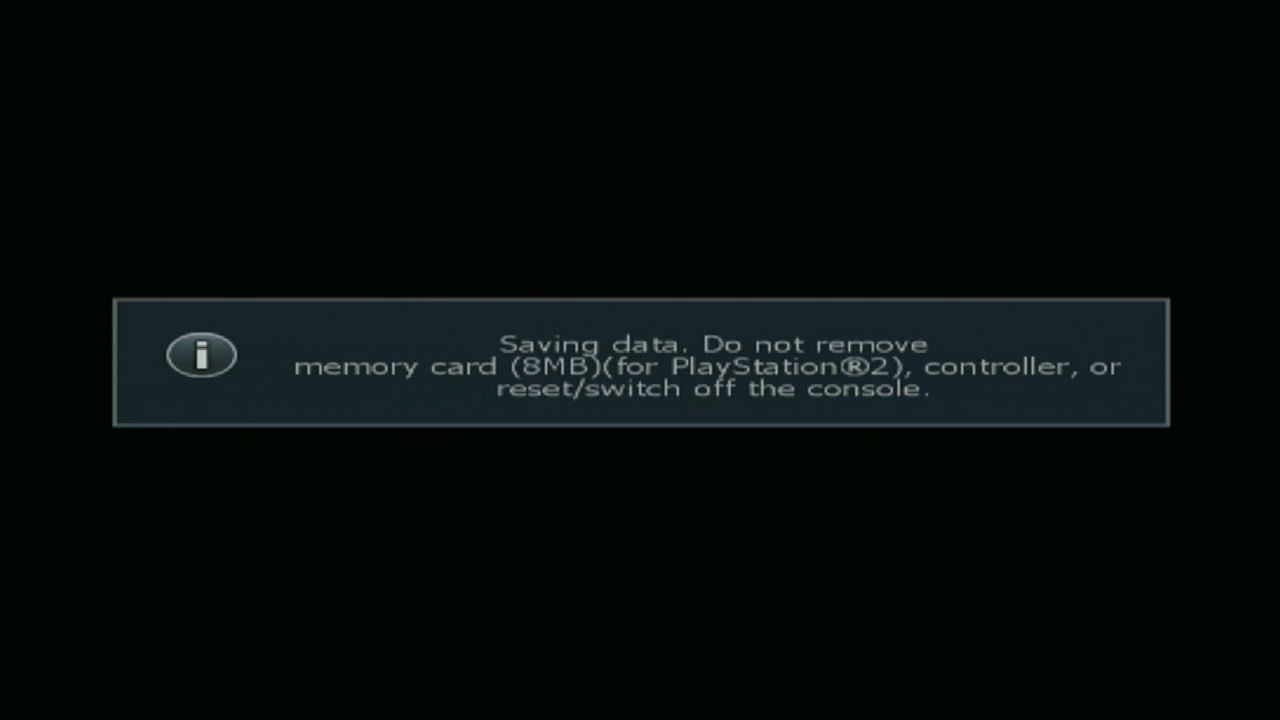 Saving data. Do not remove
memory card (8MB)(for PlayStation®2), controller, or
reset/switch off the console.